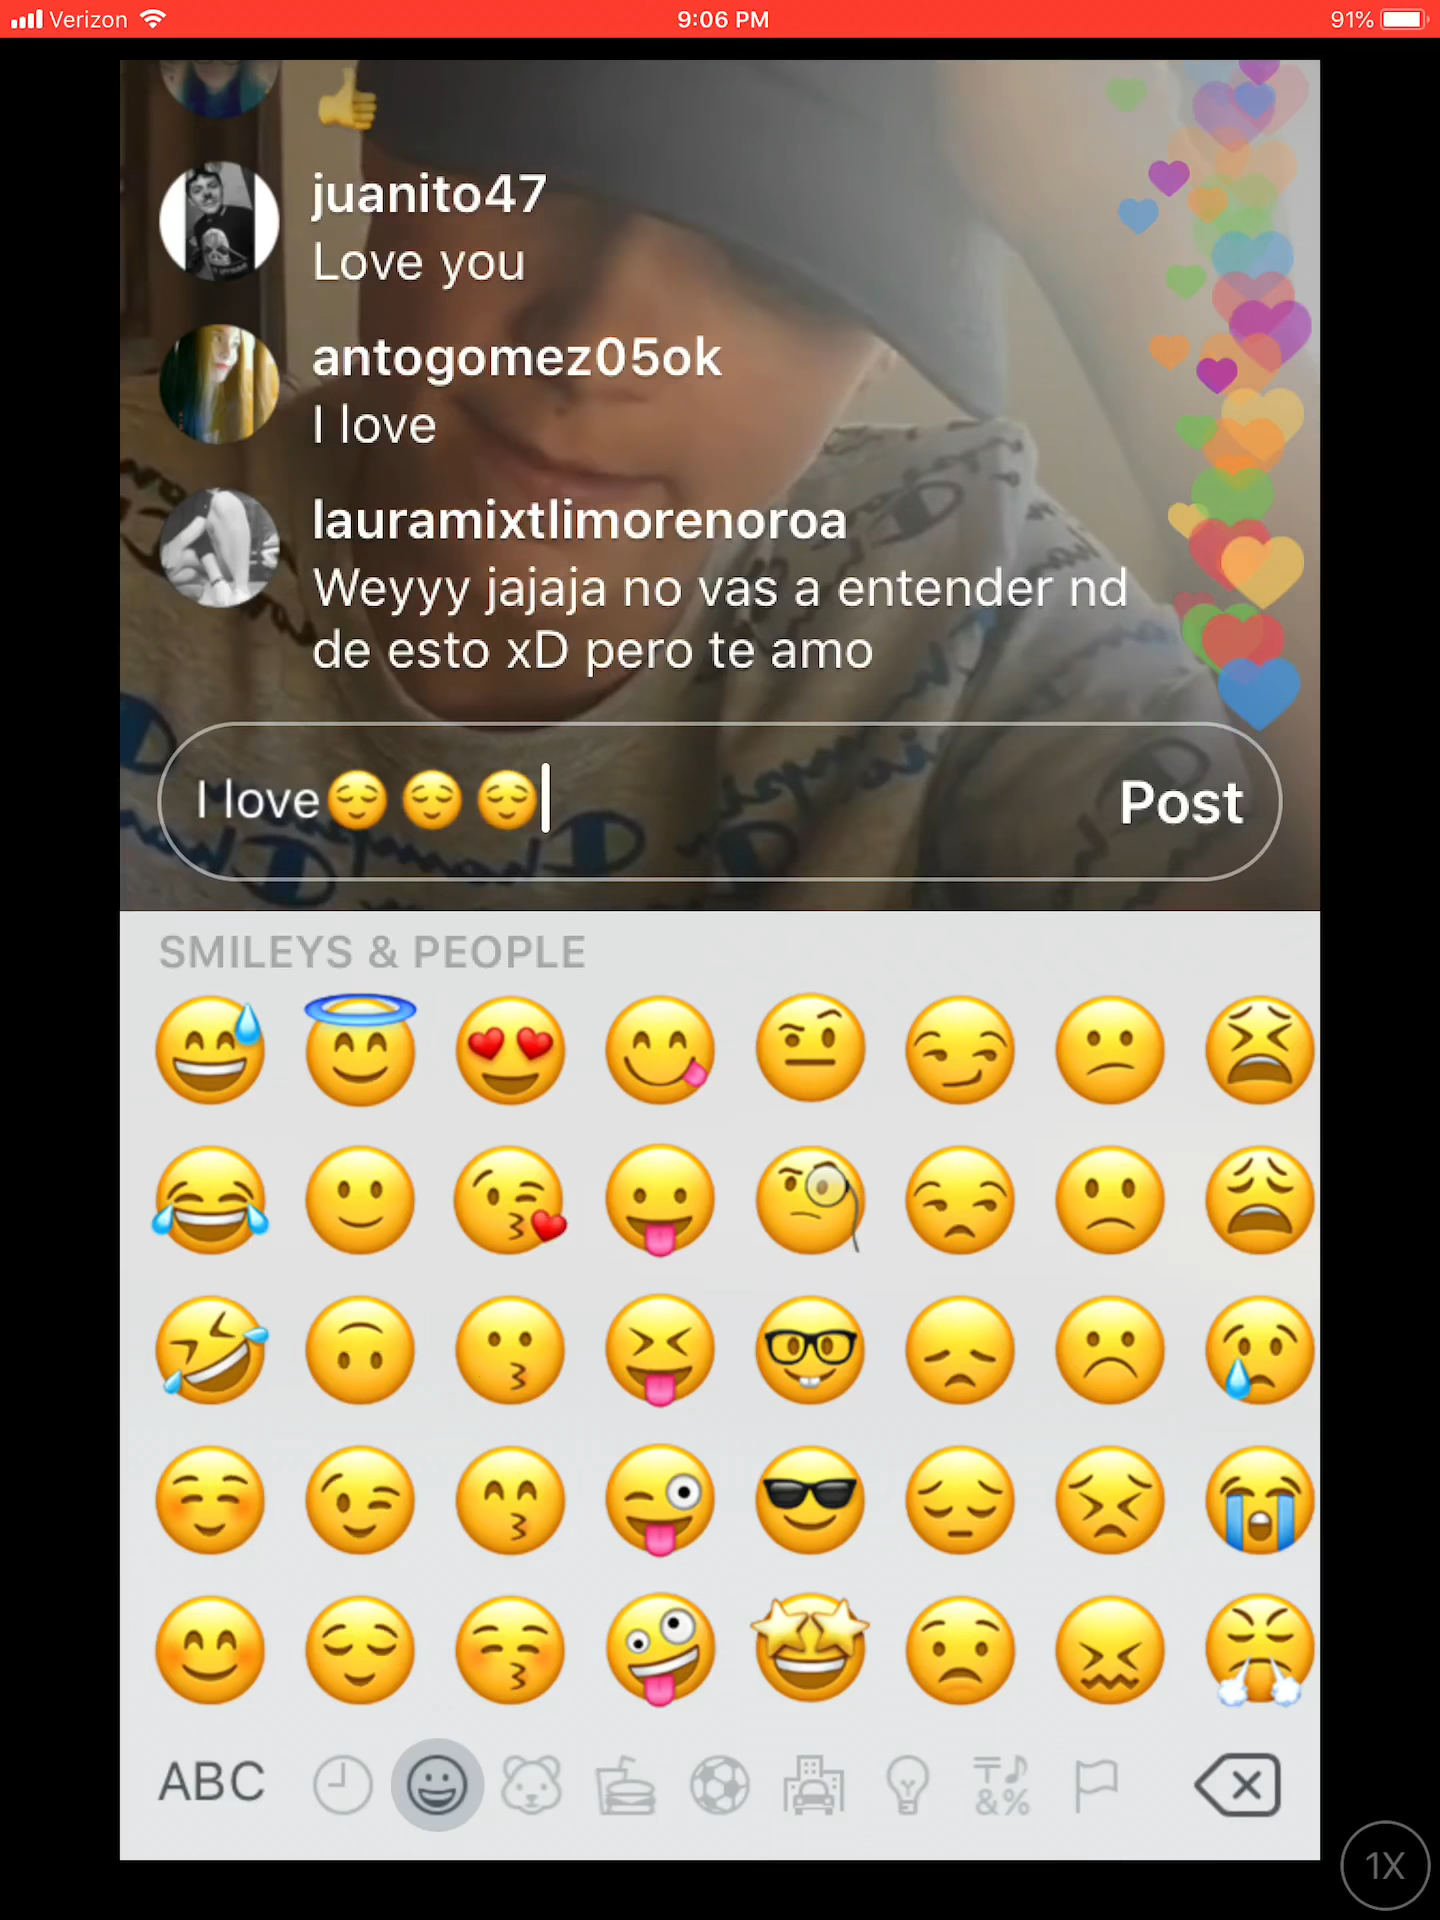 Verizon 9:06 PM 91%
juanito47
Love you
antogomez05ok
I love
lauramixtlimorenoroa
Weyyy jajaja no vas a entender nd
de esto xD pero te amo
I love😌 😌 😌 Post
SMILEYS & PEOPLE
ABC &%
1X